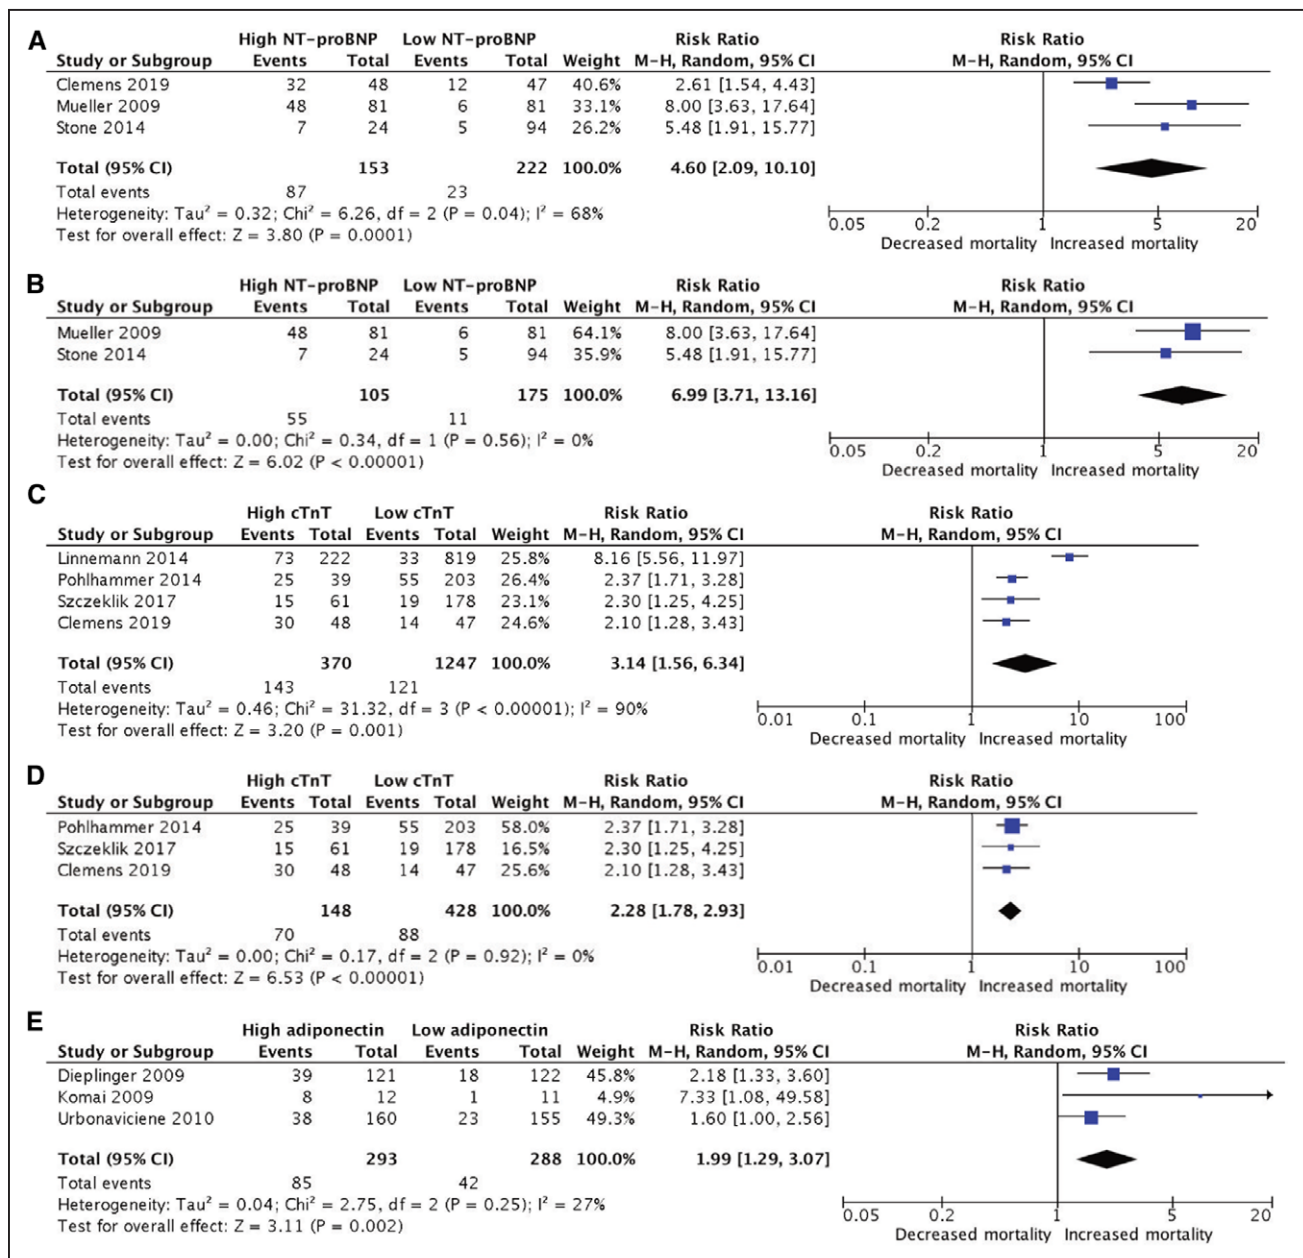 A
High NT-proBNP Low NT-proBNP Risk Ratio Risk Ratio
Study or Subgroup Events Total Events Total Weight M-H, Random, 95% CI M-H, Random, 95% CI
Clemens 2019 32 48 12 47 40.6% 2.61 [1.54, 4.43]
Mueller 2009 48 81 6 81 33.1% 8.00 [3.63, 17.64]
Stone 2014 7 24 5 94 26.2% 5.48 [1.91, 15.77]
Total (95% CI) 153 222 100.0% 4.60 [2.09, 10.10]
Total events 87 23
Heterogeneity: Tau² = 0.32; Chi² = 6.26, df = 2 (P = 0.04); I² = 68%
Test for overall effect: Z = 3.80 (P = 0.0001)
0.05 0.2 1 5 20
Decreased mortality Increased mortality
B
High NT-proBNP Low NT-proBNP Risk Ratio Risk Ratio
Study or Subgroup Events Total Events Total Weight M-H, Random, 95% CI M-H, Random, 95% CI
Mueller 2009 48 81 6 81 64.1% 8.00 [3.63, 17.64]
Stone 2014 7 24 5 94 35.9% 5.48 [1.91, 15.77]
Total (95% CI) 105 175 100.0% 6.99 [3.71, 13.16]
Total events 55 11
Heterogeneity: Tau² = 0.00; Chi² = 0.34, df = 1 (P = 0.56); I² = 0%
Test for overall effect: Z = 6.02 (P < 0.00001)
0.05 0.2 1 5 20
Decreased mortality Increased mortality
C
High cTnT Low cTnT Risk Ratio Risk Ratio
Study or Subgroup Events Total Events Total Weight M-H, Random, 95% CI M-H, Random, 95% CI
Linnemann 2014 73 222 33 819 25.8% 8.16 [5.56, 11.97]
Pohlhammer 2014 25 39 55 203 26.4% 2.37 [1.71, 3.28]
Szczeklik 2017 15 61 19 178 23.1% 2.30 [1.25, 4.25]
Clemens 2019 30 48 14 47 24.6% 2.10 [1.28, 3.43]
Total (95% CI) 370 1247 100.0% 3.14 [1.56, 6.34]
Total events 143 121
Heterogeneity: Tau² = 0.46; Chi² = 31.32, df = 3 (P < 0.00001); I² = 90%
Test for overall effect: Z = 3.20 (P = 0.001)
0.01 0.1 1 10 100
Decreased mortality Increased mortality
D
High cTnT Low cTnT Risk Ratio Risk Ratio
Study or Subgroup Events Total Events Total Weight M-H, Random, 95% CI M-H, Random, 95% CI
Pohlhammer 2014 25 39 55 203 58.0% 2.37 [1.71, 3.28]
Szczeklik 2017 15 61 19 178 16.5% 2.30 [1.25, 4.25]
Clemens 2019 30 48 14 47 25.6% 2.10 [1.28, 3.43]
Total (95% CI) 148 428 100.0% 2.28 [1.78, 2.93]
Total events 70 88
Heterogeneity: Tau² = 0.00; Chi² = 0.17, df = 2 (P = 0.92); I² = 0%
Test for overall effect: Z = 6.53 (P < 0.00001)
0.01 0.1 1 10 100
Decreased mortality Increased mortality
E
High adiponectin Low adiponectin Risk Ratio Risk Ratio
Study or Subgroup Events Total Events Total Weight M-H, Random, 95% CI M-H, Random, 95% CI
Dieplinger 2009 39 121 18 122 45.8% 2.18 [1.33, 3.60]
Komai 2009 8 12 1 11 4.9% 7.33 [1.08, 49.58]
Urbonaviciene 2010 38 160 23 155 49.3% 1.60 [1.00, 2.56]
Total (95% CI) 293 288 100.0% 1.99 [1.29, 3.07]
Total events 85 42
Heterogeneity: Tau² = 0.04; Chi² = 2.75, df = 2 (P = 0.25); I² = 27%
Test for overall effect: Z = 3.11 (P = 0.002)
0.05 0.2 1 5 20
Decreased mortality Increased mortality